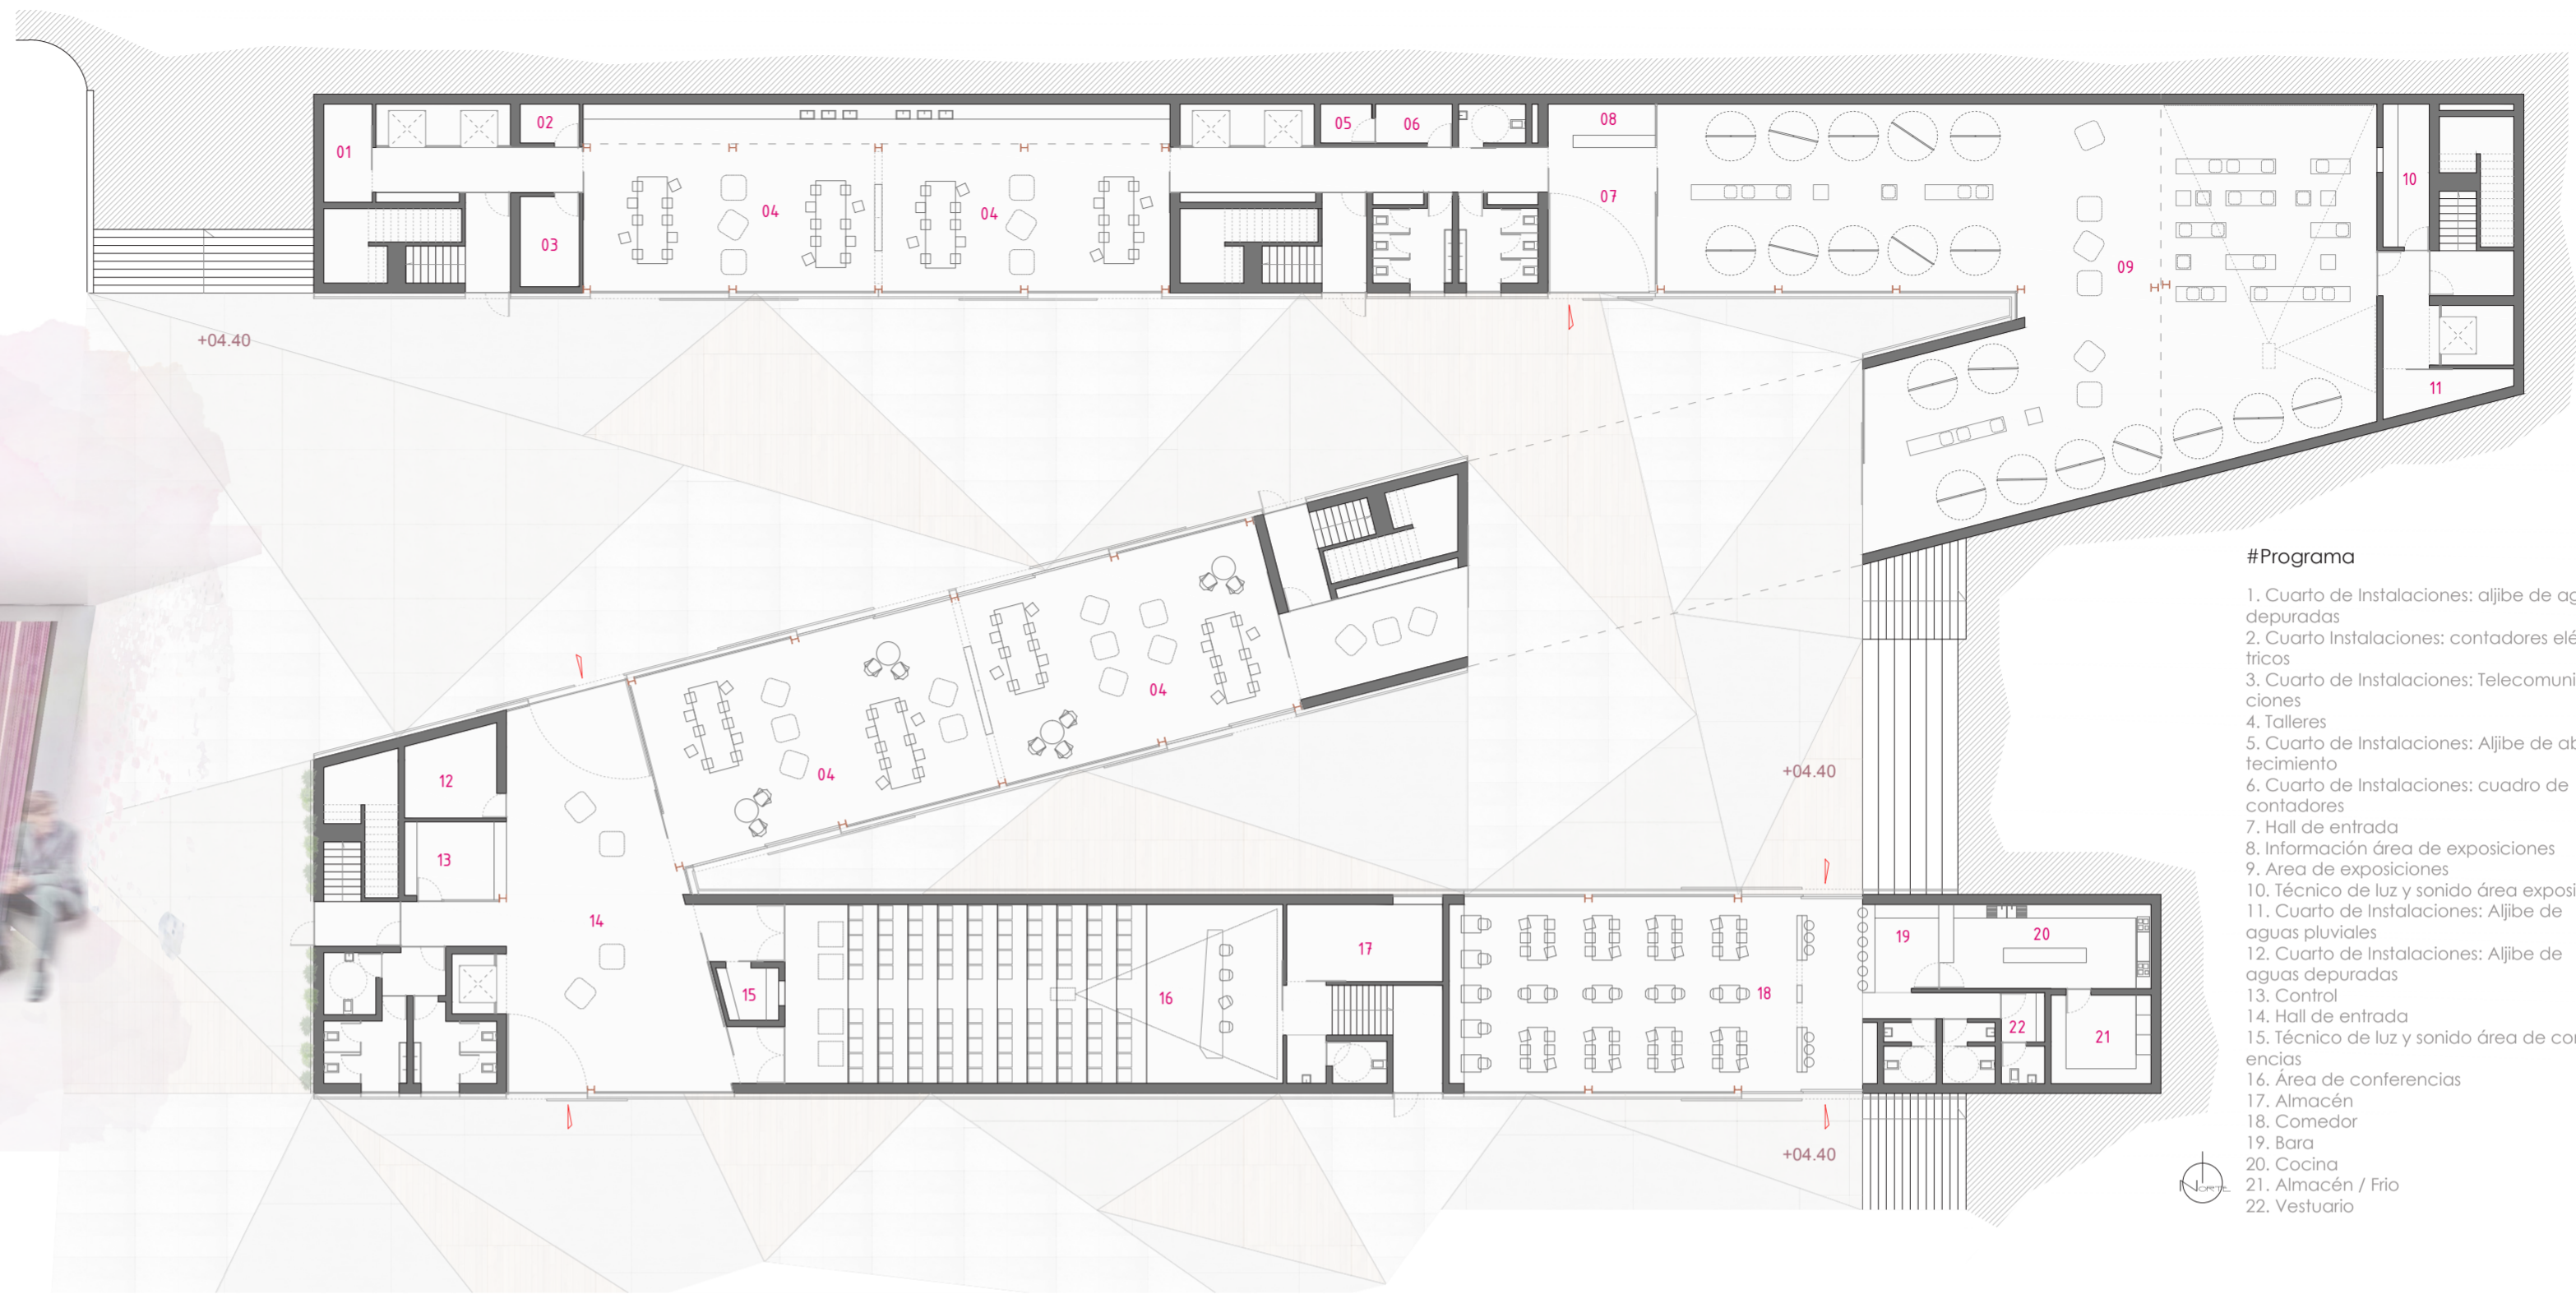 01
02
03
04
04
05
06
08
07
09
10
11
+04.40
04
04
12
13
14
15
16
17
18
19
20
21
22
+04.40
+04.40
#Programa
1. Cuarto de Instalaciones: aljibe de
depuradas
2. Cuarto Instalaciones: contadores
tricos
3. Cuarto de Instalaciones:
ciones
4. Talleres
5. Cuarto de Instalaciones: Aljibe de
tecimiento
6. Cuarto de Instalaciones: cuadro de
contadores
7. Hall de entrada
8. Información área de exposiciones
9. Area de exposiciones
10. Técnico de luz y sonido área
11. Cuarto de Instalaciones: Aljibe de
aguas pluviales
12. Cuarto de Instalaciones: Aljibe de
aguas depuradas
13. Control
14. Hall de entrada
15. Técnico de luz y sonido área de
encias
16. Área de conferencias
17. Almacén
18. Comedor
19. Bara
20. Cocina
21. Almacén / Frio
22. Vestuario
NORTE